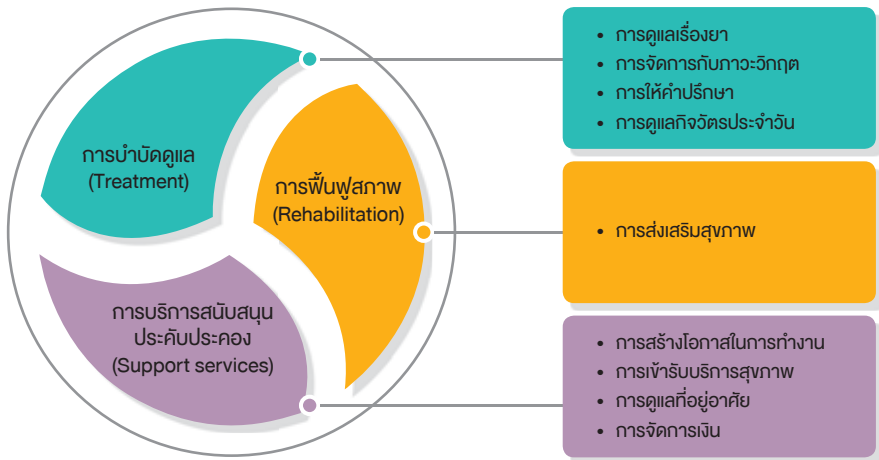 การบำบัดดูแล
(Treatment)
การฟื้นฟูสภาพ
(Rehabilitation)
การบริการสนับสนุน
ประคับประคอง
(Support services)
• การดูแลเรื่องยา
• การจัดการกับภาวะวิกฤต
• การให้คำปรึกษา
• การดูแลกิจวัตรประจำวัน
• การส่งเสริมสุขภาพ
• การสร้างโอกาสในการทำงาน
• การเข้ารับบริการสุขภาพ
• การดูแลที่อยู่อาศัย
• การจัดการเงิน